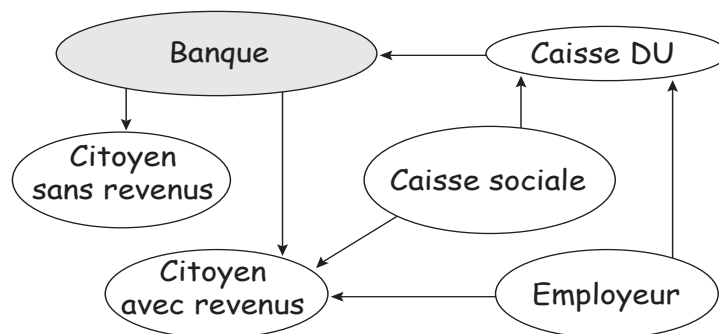 Banque
Caisse DU
Citoyen
sans revenus
Caisse sociale
Citoyen
avec revenus
Employeur